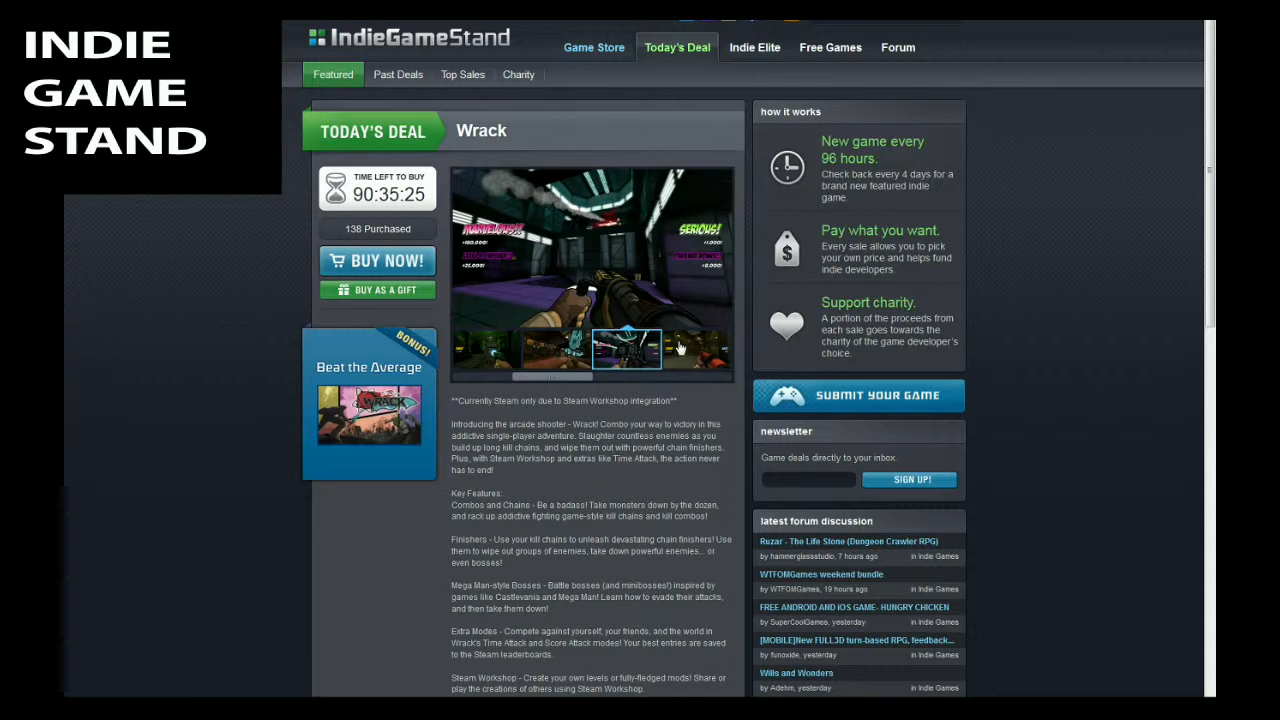 INDIE
GAME
STAND
IndieGameStand
Game Store
Today's Deal
Indie Elite
Free Games
Forum
Featured
Past Deals
Top Sales
Charity
TODAY'S DEAL
Wrack
TIME LEFT TO BUY
90:35:25
138 Purchased
BUY NOW!
BUY AS A GIFT
BONUS!
Beat the Average
WRACK
MARVELOUS!!
SERIOUS!
**Currently Steam only due to Steam Workshop integration**
Introducing the arcade shooter - Wrack! Combo your way to victory in this
addictive single-player adventure. Slaughter countless enemies as you
build up long kill chains, and wipe them out with powerful chain finishers.
Plus, with Steam Workshop and extras like Time Attack, the action never
has to end!
Key Features:
Combos and Chains - Be a badass! Take monsters down by the dozen,
and rack up addictive fighting game-style kill chains and kill combos!
Finishers - Use your kill chains to unleash devastating chain finishers! Use
them to wipe out groups of enemies, take down powerful enemies... or
even bosses!
Mega Man-style Bosses - Battle bosses (and minibosses!) inspired by
games like Castlevania and Mega Man! Learn how to evade their attacks,
and then take them down!
Extra Modes - Compete against yourself, your friends, and the world in
Wrack's Time Attack and Score Attack modes! Your best entries are saved
to the Steam leaderboards.
Steam Workshop - Create your own levels or fully-fledged mods! Share or
play the creations of others using Steam Workshop.
how it works
New game every
96 hours.
Check back every 4 days for a
brand new featured indie
game.
Pay what you want.
Every sale allows you to pick
your own price and helps fund
indie developers.
Support charity.
A portion of the proceeds from
each sale goes towards the
charity of the game developer's
choice.
SUBMIT YOUR GAME
newsletter
Game deals directly to your inbox.
SIGN UP!
latest forum discussion
Ruzar - The Life Stone (Dungeon Crawler RPG)
by hammerglassstudio, 7 hours ago in Indie Games
WTFOMGames weekend bundle
by WTFOMGames, 19 hours ago in Indie Games
FREE ANDROID AND iOS GAME- HUNGRY CHICKEN
by SuperCoolGames, yesterday in Indie Games
[MOBILE]New FULL3D turn-based RPG, feedback...
by funoxide, yesterday in Indie Games
Wills and Wonders
by Adehm, yesterday in Indie Games